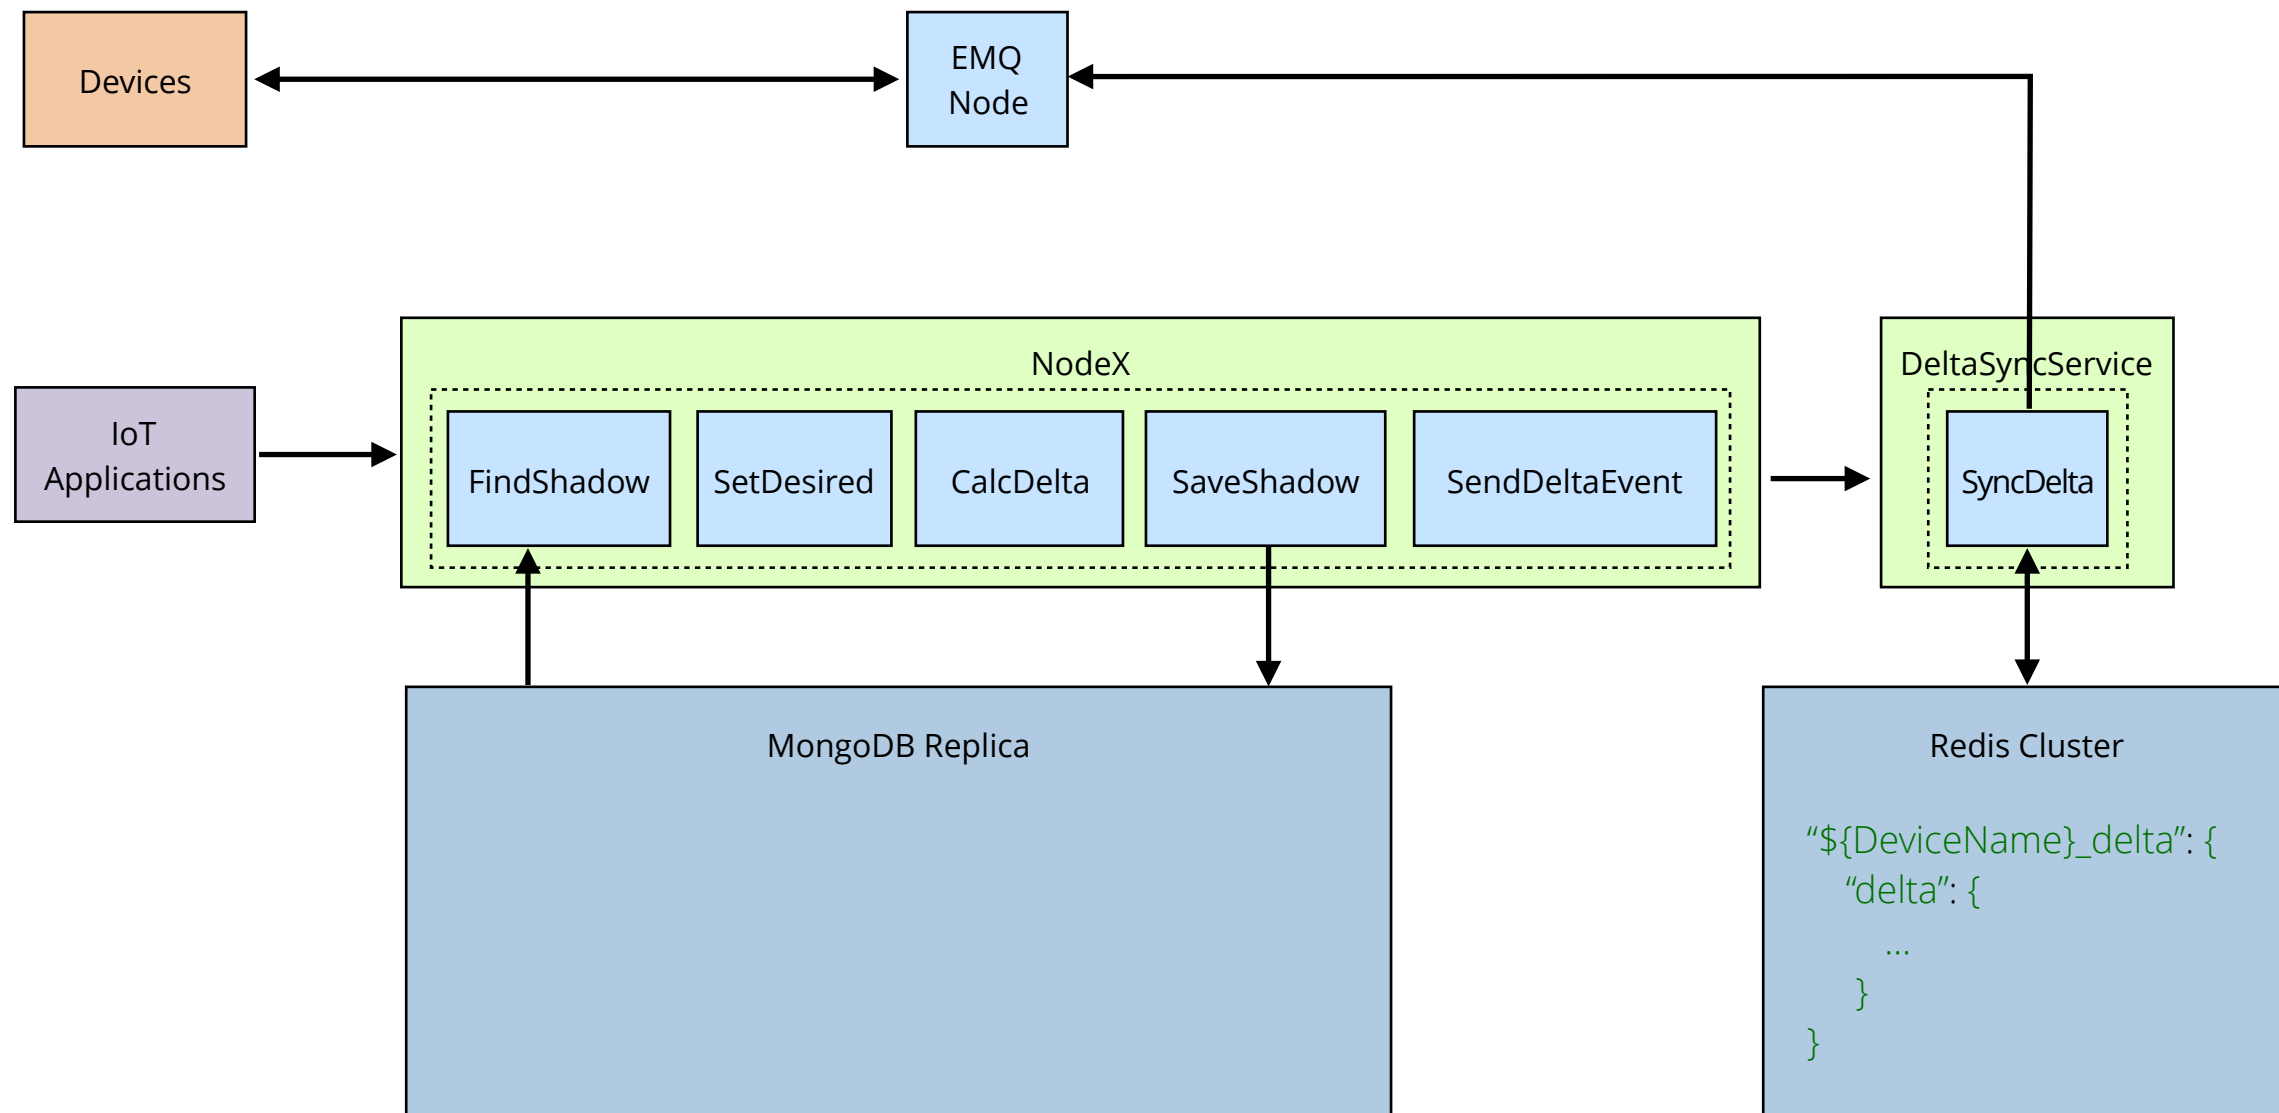 Devices
EMQ
Node
NodeX
DeltaSyncService
IoT
Applications
FindShadow
SetDesired
CalcDelta
SaveShadow
SendDeltaEvent
SyncDelta
MongoDB Replica
Redis Cluster
“${DeviceName}_delta”: {
“delta”: {
...
}
}